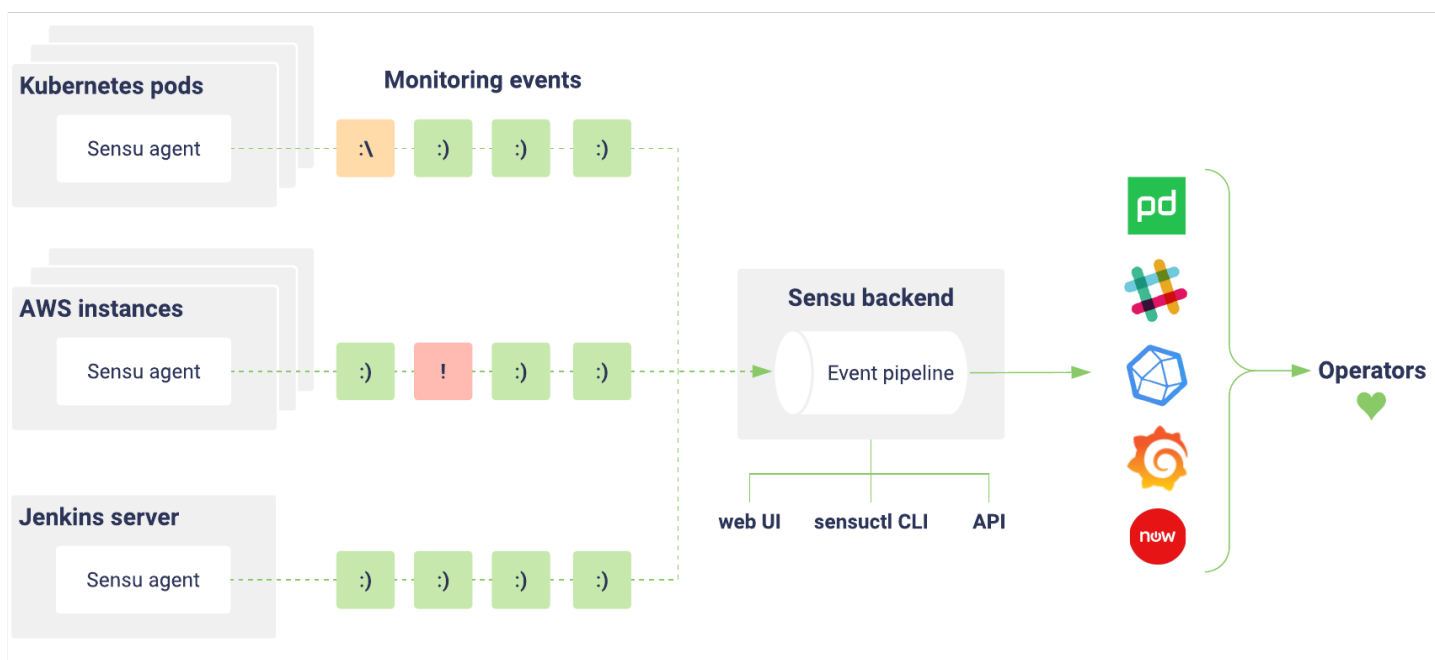 Kubernetes pods
Sensu agent
Monitoring events
:\ :) :) :)
AWS instances
Sensu agent
:) ! :) :)
Jenkins server
Sensu agent
:) :) :) :)
Sensu backend
Event pipeline
web UI
sensuctl CLI
API
pd
now
Operators